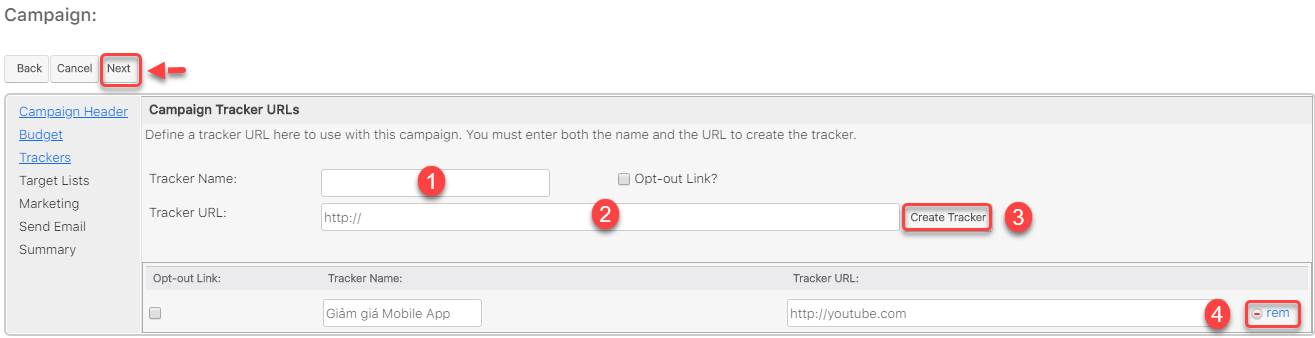 Campaign:
Back Cancel Next
Campaign Header
Budget
Trackers
Target Lists
Marketing
Send Email
Summary
Campaign Tracker URLs
Define a tracker URL here to use with this campaign. You must enter both the name and the URL to create the tracker.
Tracker Name: 1 Opt-out Link?
Tracker URL: http:// 2 Create Tracker 3
Opt-out Link: Tracker Name: Tracker URL:
Giảm giá Mobile App http://youtube.com 4 rem